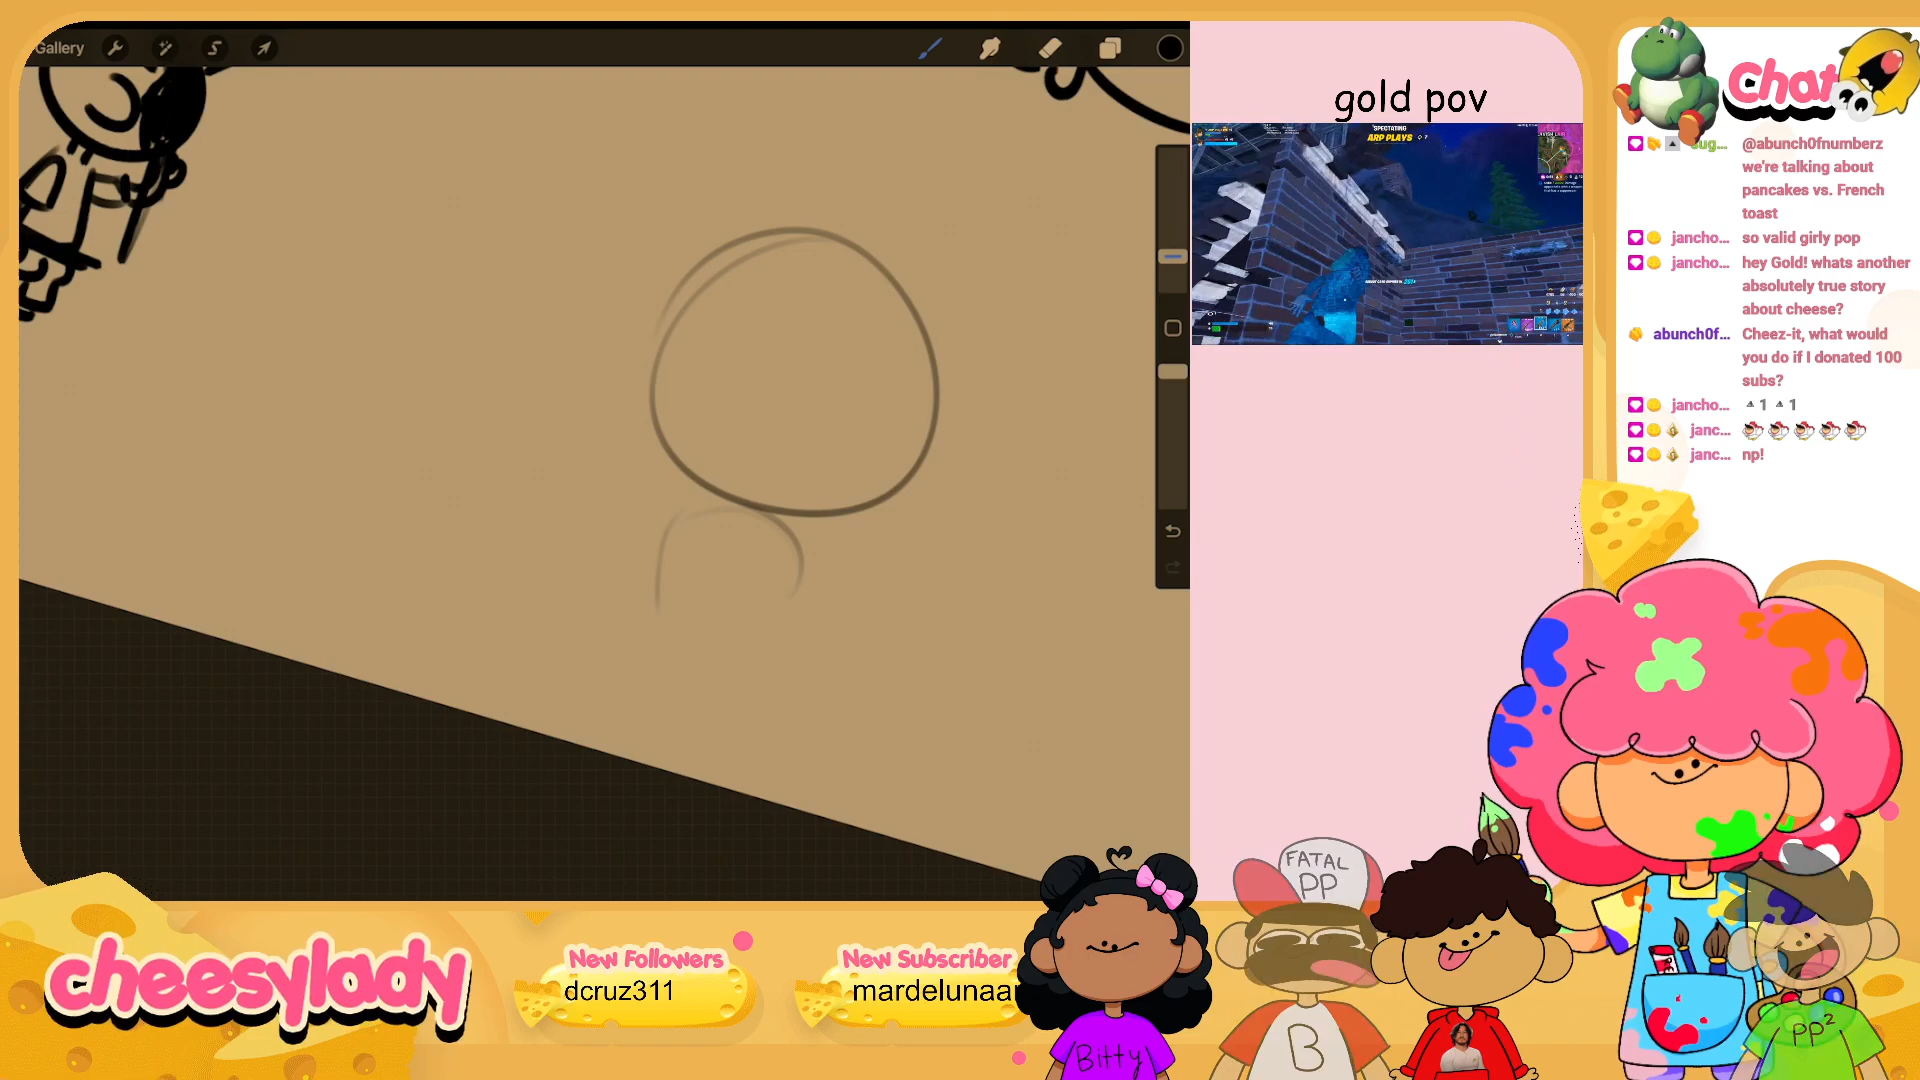 Gallery
gold pov
SPECTATING
ARP PLAYS
Chat
@abunch0fnumberz
we're talking about
pancakes vs. French
toast
jancho... so valid girly pop
jancho... hey Gold! whats another
absolutely true story
about cheese?
abunch0f... Cheez-it, what would
you do if I donated 100
subs?
jancho... 1 1
janc...
janc... np!
cheesylady
New Followers
dcruz311
New Subscriber
mardelunaar
Bitty
FATAL
PP
B
PP²